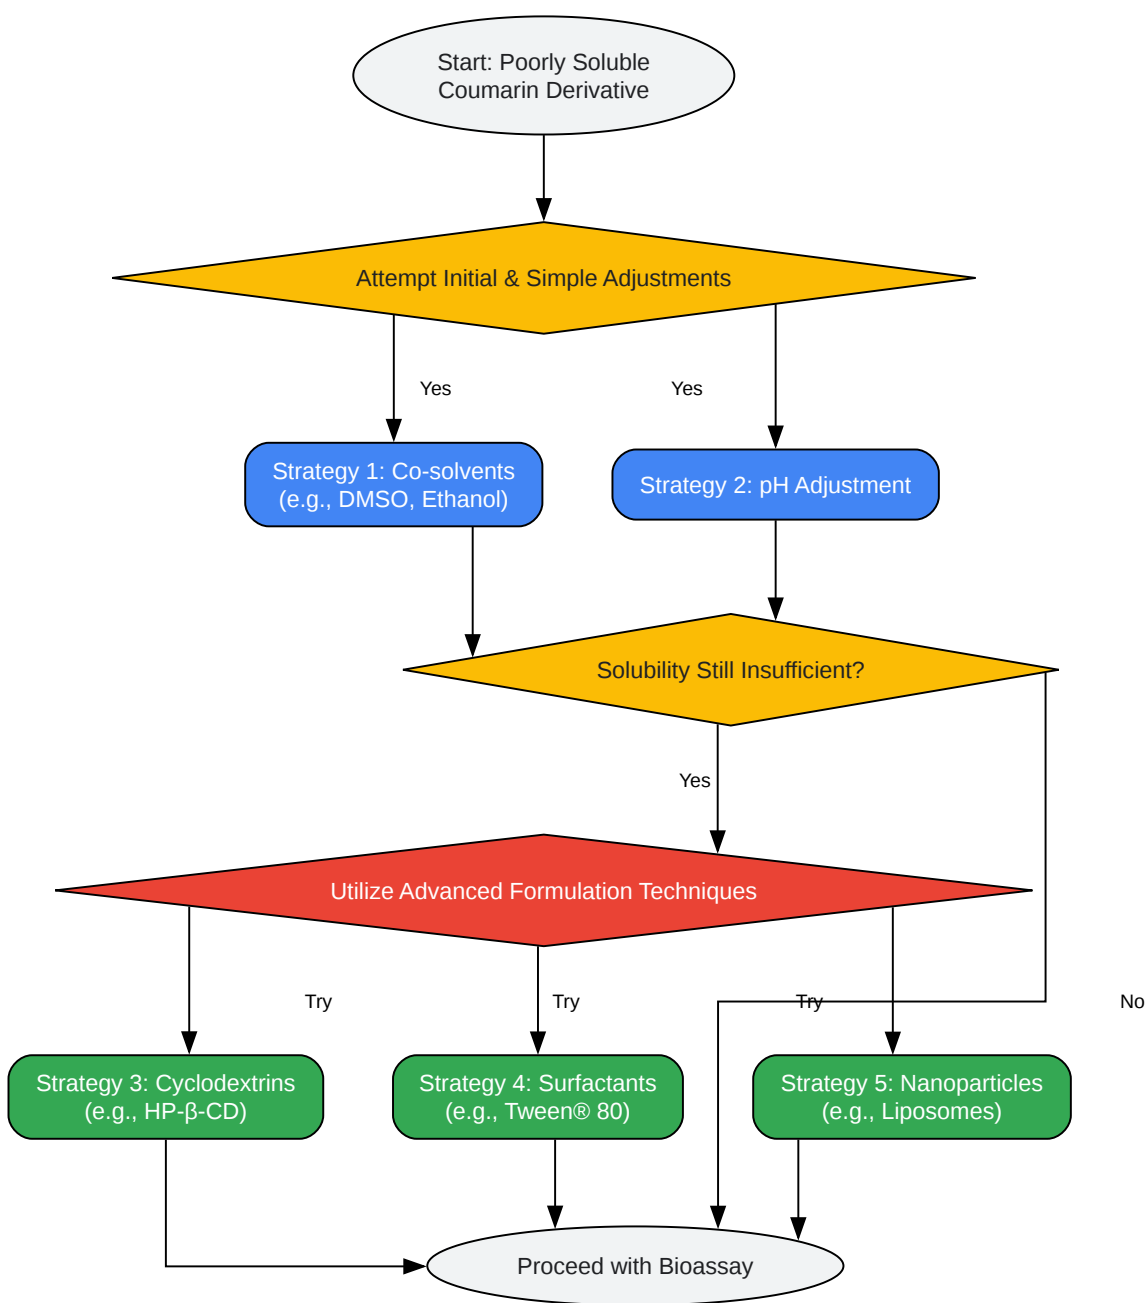 Start: Poorly Soluble
Coumarin Derivative
Attempt Initial & Simple Adjustments
Yes
Yes
Strategy 1: Co-solvents
(e.g., DMSO, Ethanol)
Strategy 2: pH Adjustment
Solubility Still Insufficient?
Yes
Utilize Advanced Formulation Techniques
Try
Try
Try
No
Strategy 3: Cyclodextrins
(e.g., HP-β-CD)
Strategy 4: Surfactants
(e.g., Tween® 80)
Strategy 5: Nanoparticles
(e.g., Liposomes)
Proceed with Bioassay